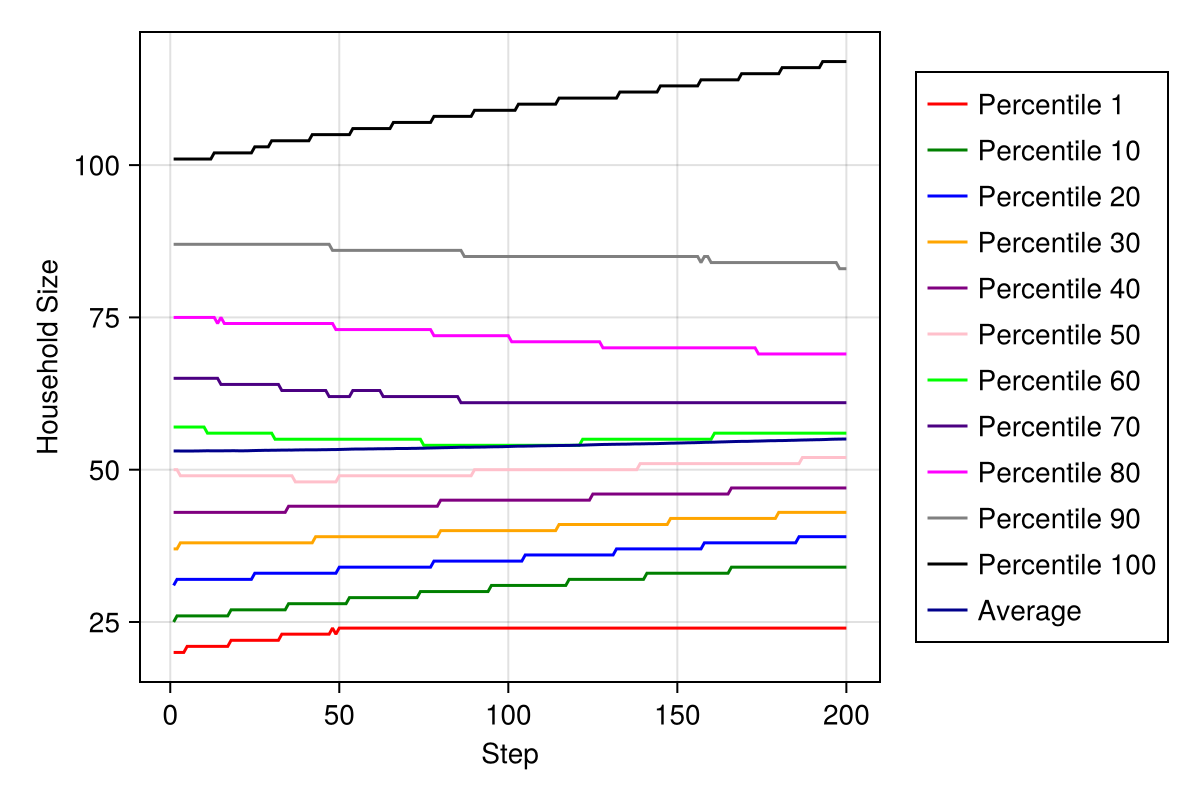 100
75
50
25
Household Size
0 50 100 150 200
Step
Percentile 1
Percentile 10
Percentile 20
Percentile 30
Percentile 40
Percentile 50
Percentile 60
Percentile 70
Percentile 80
Percentile 90
Percentile 100
Average